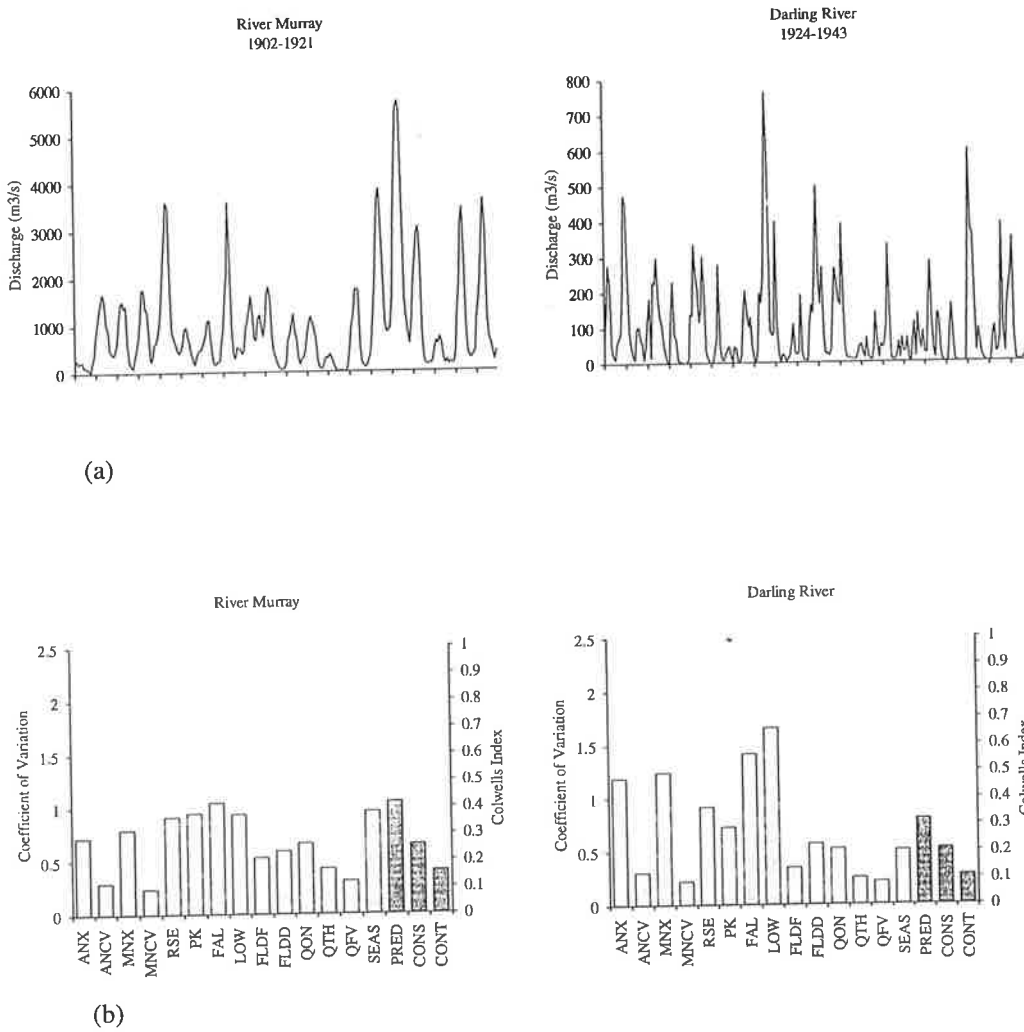 River Murray
1902-1921
6000
5000
4000
3000
2000
1000
0
Discharge (m3/s)
Darling River
1924-1943
800
700
600
500
400
300
200
100
0
Discharge (m3/s)
(a)
River Murray
2.5
2
1.5
1
0.5
0
Coefficient of Variation
1
0.9
0.8
0.7
0.6
0.5
0.4
0.3
0.2
0.1
0
Colwells Index
ANX
ANCV
MNX
MNCV
RSE
PK
FAL
LOW
FLDF
FLDD
QON
QTH
QFV
SEAS
PRED
CONS
CONT
Darling River
2.5
2
1.5
1
0.5
0
Coefficient of Variation
1
0.9
0.8
0.7
0.6
0.5
0.4
0.3
0.2
0.1
0
Colwells Index
ANX
ANCV
MNX
MNCV
RSE
PK
FAL
LOW
FLDF
FLDD
QON
QTH
QFV
SEAS
PRED
CONS
CONT
(b)